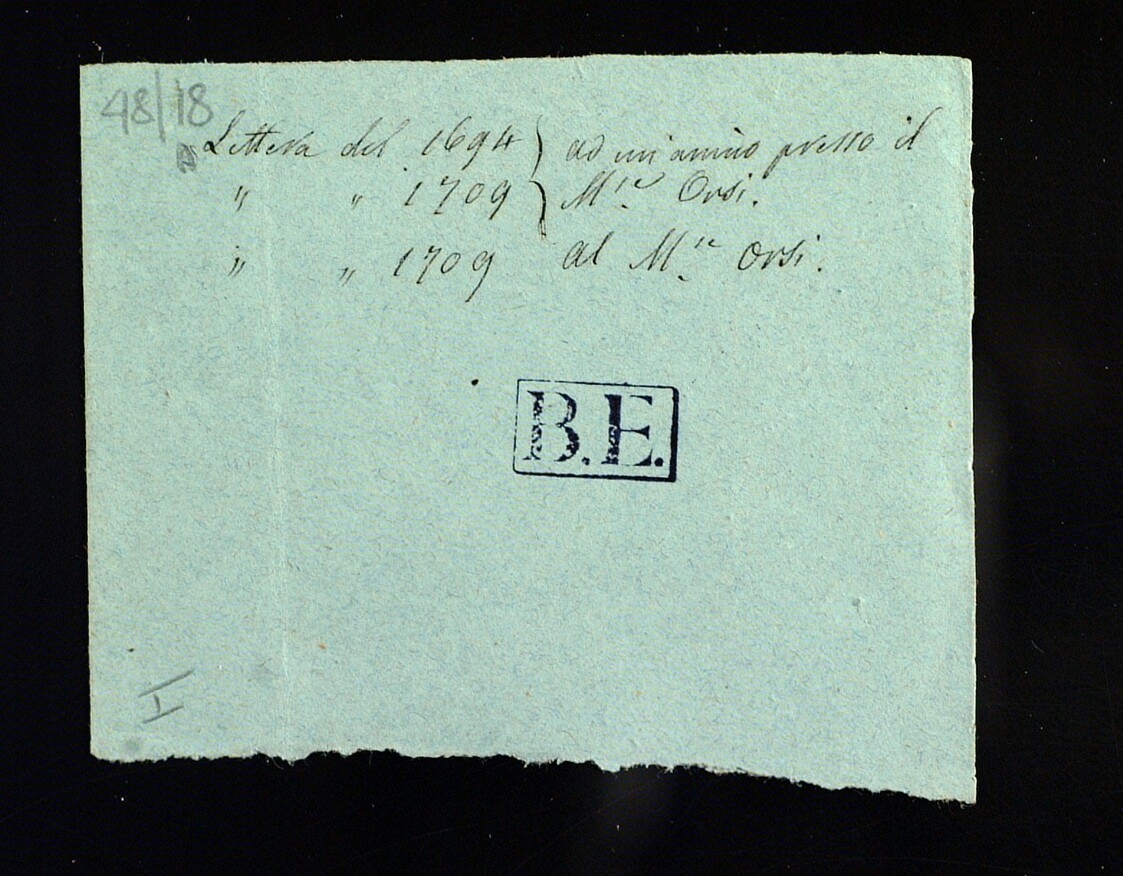 48/18
Lettera del 1694 } ad un'amico presso il
" " 1709 } M.se Orsi.
" " 1709 al M.se Orsi.
B.E.
I